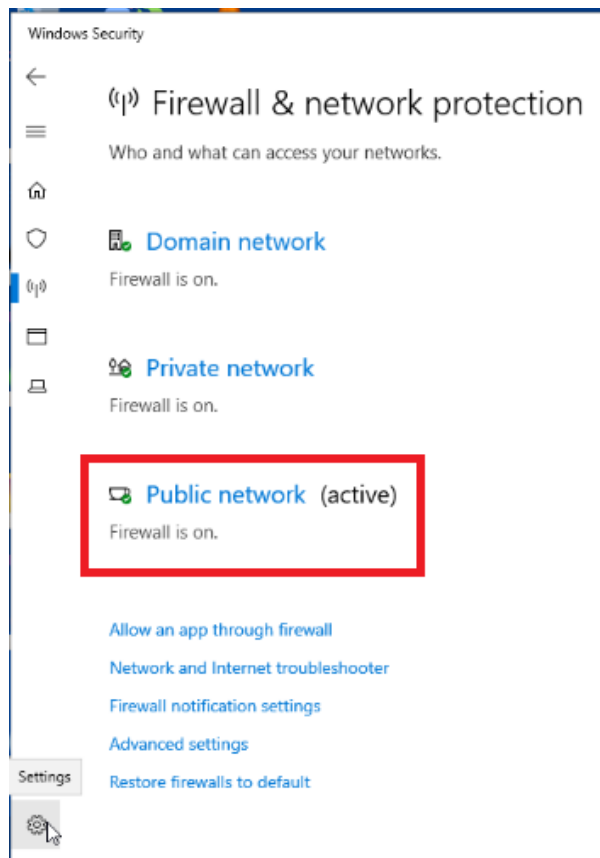 Windows Security
Firewall & network protection
Who and what can access your networks.
Domain network
Firewall is on.
Private network
Firewall is on.
Public network (active)
Firewall is on.
Allow an app through firewall
Network and Internet troubleshooter
Firewall notification settings
Advanced settings
Settings
Restore firewalls to default